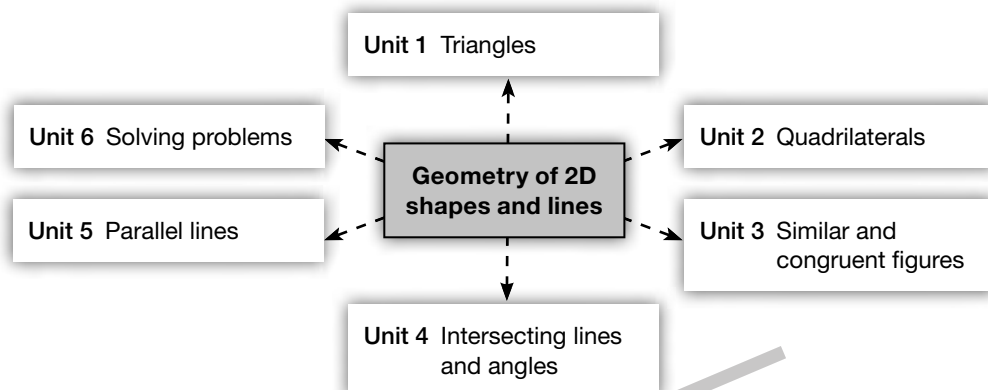 Unit 1 Triangles
Unit 6 Solving problems
Unit 2 Quadrilaterals
Geometry of 2D
shapes and lines
Unit 5 Parallel lines
Unit 3 Similar and
congruent figures
Unit 4 Intersecting lines
and angles